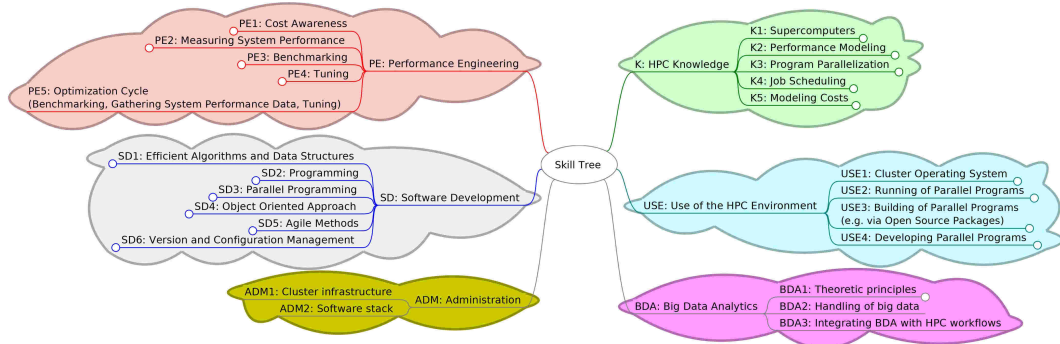 PE1: Cost Awareness
PE2: Measuring System Performance
PE3: Benchmarking
PE4: Tuning
PE5: Optimization Cycle
(Benchmarking, Gathering System Performance Data, Tuning)
PE: Performance Engineering
SD1: Efficient Algorithms and Data Structures
SD2: Programming
SD3: Parallel Programming
SD4: Object Oriented Approach
SD5: Agile Methods
SD6: Version and Configuration Management
SD: Software Development
ADM1: Cluster infrastructure
ADM2: Software stack
ADM: Administration
Skill Tree
K: HPC Knowledge
K1: Supercomputers
K2: Performance Modeling
K3: Program Parallelization
K4: Job Scheduling
K5: Modeling Costs
USE: Use of the HPC Environment
USE1: Cluster Operating System
USE2: Running of Parallel Programs
USE3: Building of Parallel Programs
(e.g. via Open Source Packages)
USE4: Developing Parallel Programs
BDA: Big Data Analytics
BDA1: Theoretic principles
BDA2: Handling of big data
BDA3: Integrating BDA with HPC workflows